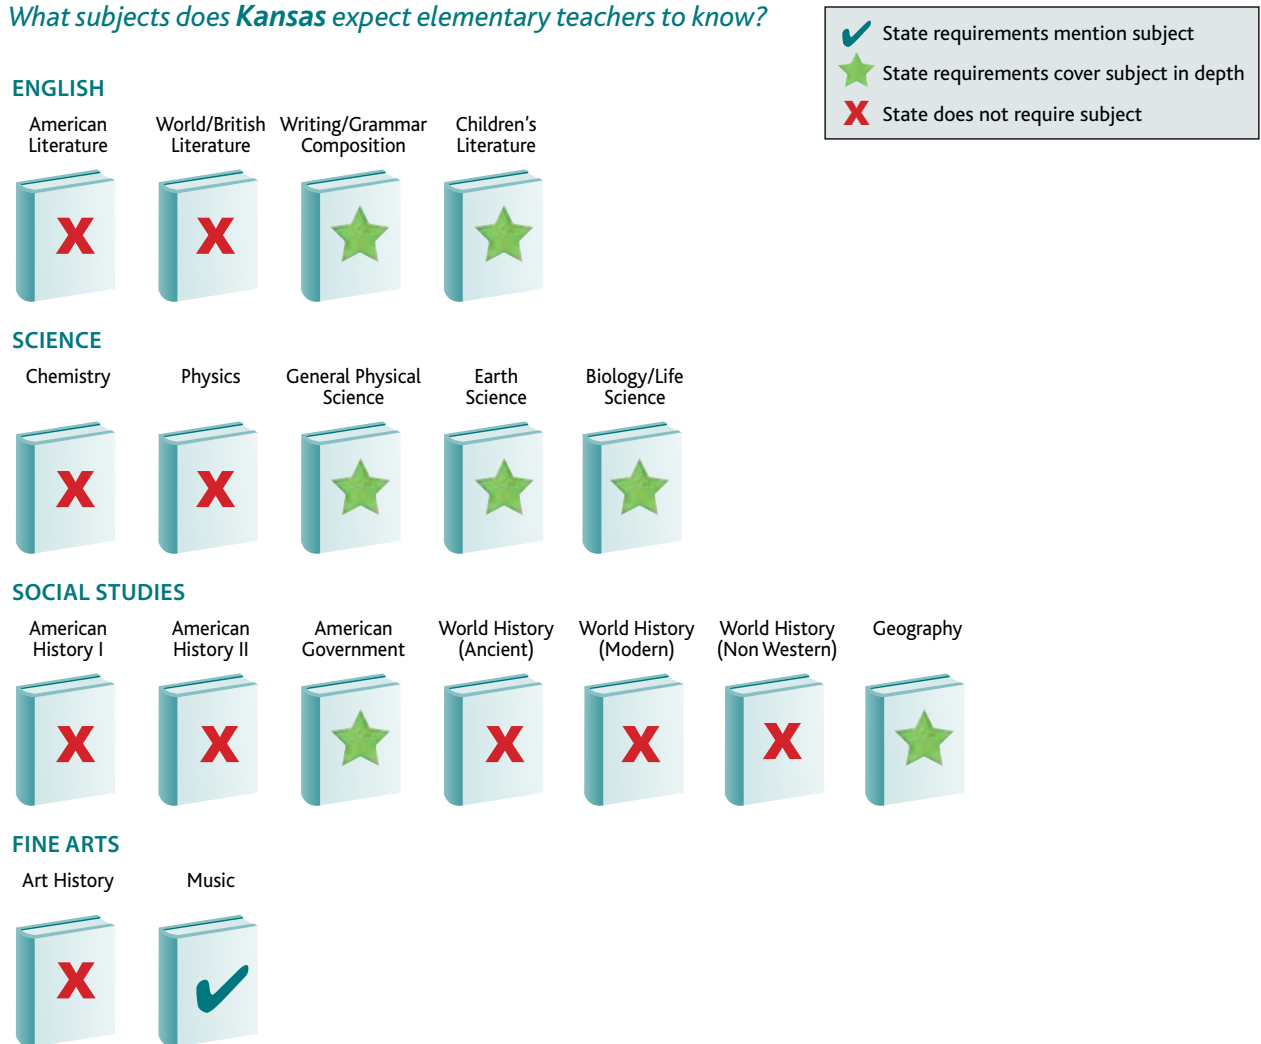 What subjects does Kansas expect elementary teachers to know?
State requirements mention subject
State requirements cover subject in depth
State does not require subject
ENGLISH
American
Literature
World/British
Literature
Writing/Grammar
Composition
Children's
Literature
SCIENCE
Chemistry
Physics
General Physical
Science
Earth
Science
Biology/Life
Science
SOCIAL STUDIES
American
History I
American
History II
American
Government
World History
(Ancient)
World History
(Modern)
World History
(Non Western)
Geography
FINE ARTS
Art History
Music